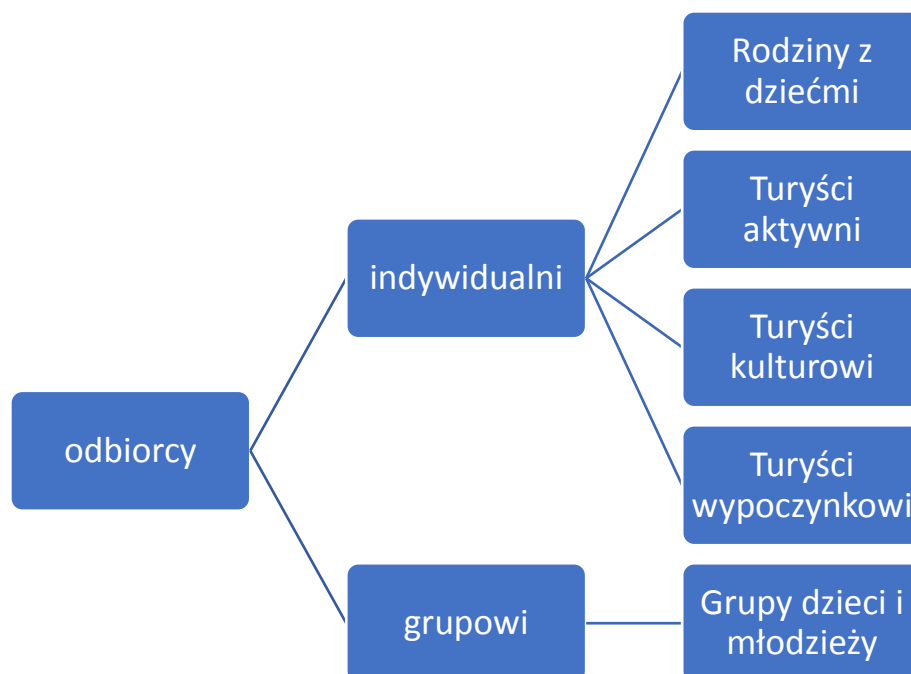 Rodziny z
dziećmi
Turyści
aktywni
indywidualni
Turyści
kulturowi
odbiorcy
Turyści
wypoczynkowi
grupowi
Grupy dzieci i
młodzieży